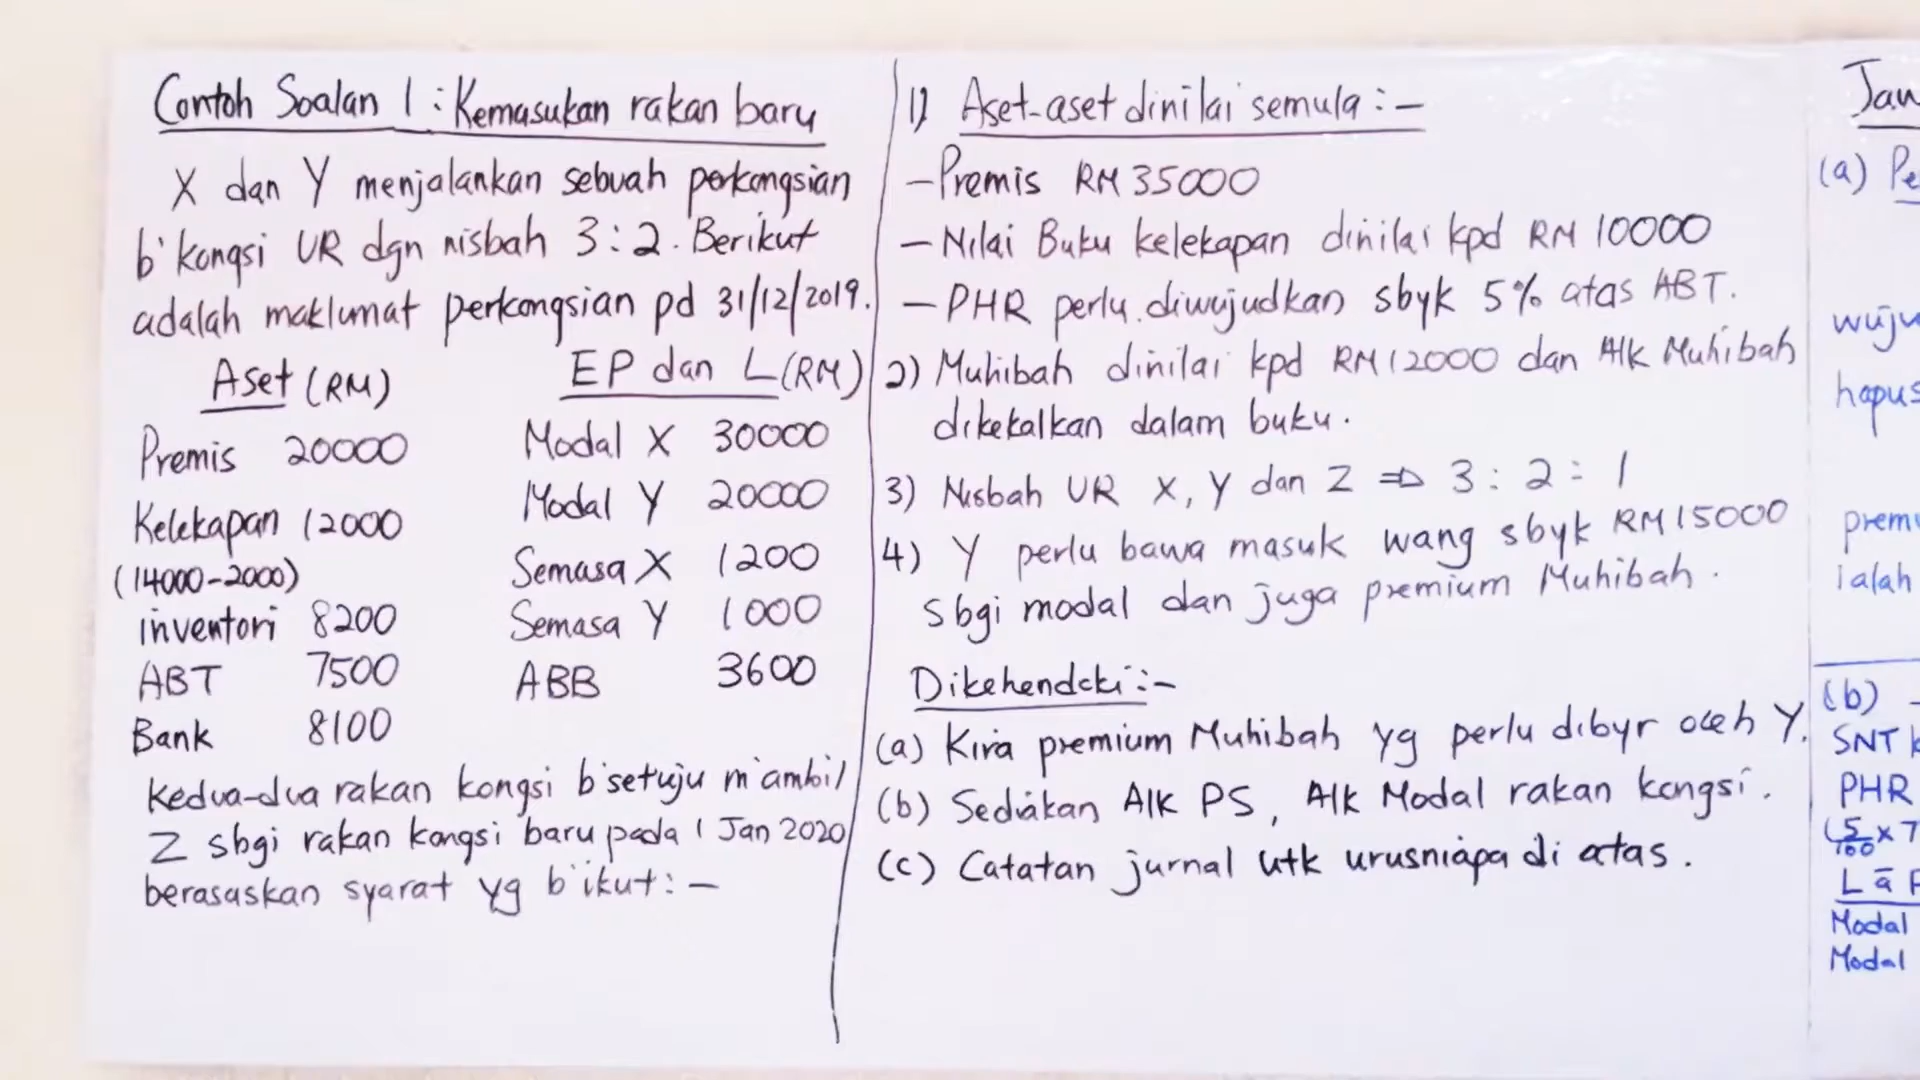 Contoh Soalan 1 : Kemasukan rakan baru
X dan Y menjalankan sebuah perkongsian
b'kongsi UR dgn nisbah 3 : 2. Berikut
adalah maklumat perkongsian pd 31/12/2019.
Aset (RM) EP dan L (RM)
Premis 20000 Modal X 30000
Kelekapan 12000 Modal Y 20000
(14000-2000) Semasa X 1200
inventori 8200 Semasa Y 1000
ABT 7500 ABB 3600
Bank 8100
Kedua-dua rakan kongsi b'setuju m'ambil
Z sbgi rakan kongsi baru pada 1 Jan 2020
berasaskan syarat yg b'ikut :-
1) Aset-aset dinilai semula :-
- Premis RM 35000
- Nilai Buku kelekapan dinilai kpd RM 10000
- PHR perlu diwujudkan sbyk 5% atas ABT.
2) Muhibah dinilai kpd RM 12000 dan A/k Muhibah
dikekalkan dalam buku.
3) Nisbah UR X, Y dan Z ⇒ 3 : 2 : 1
4) Y perlu bawa masuk wang sbyk RM 15000
sbgi modal dan juga premium Muhibah.
Dikehendaki :-
(a) Kira premium Muhibah yg perlu dibyr oleh Y.
(b) Sediakan A/k PS, A/k Modal rakan kongsi.
(c) Catatan jurnal utk urusniaga di atas.
(a)
hapus
ialah
(b)
SNT
PHR
(5/100 x 7
Modal
Modal